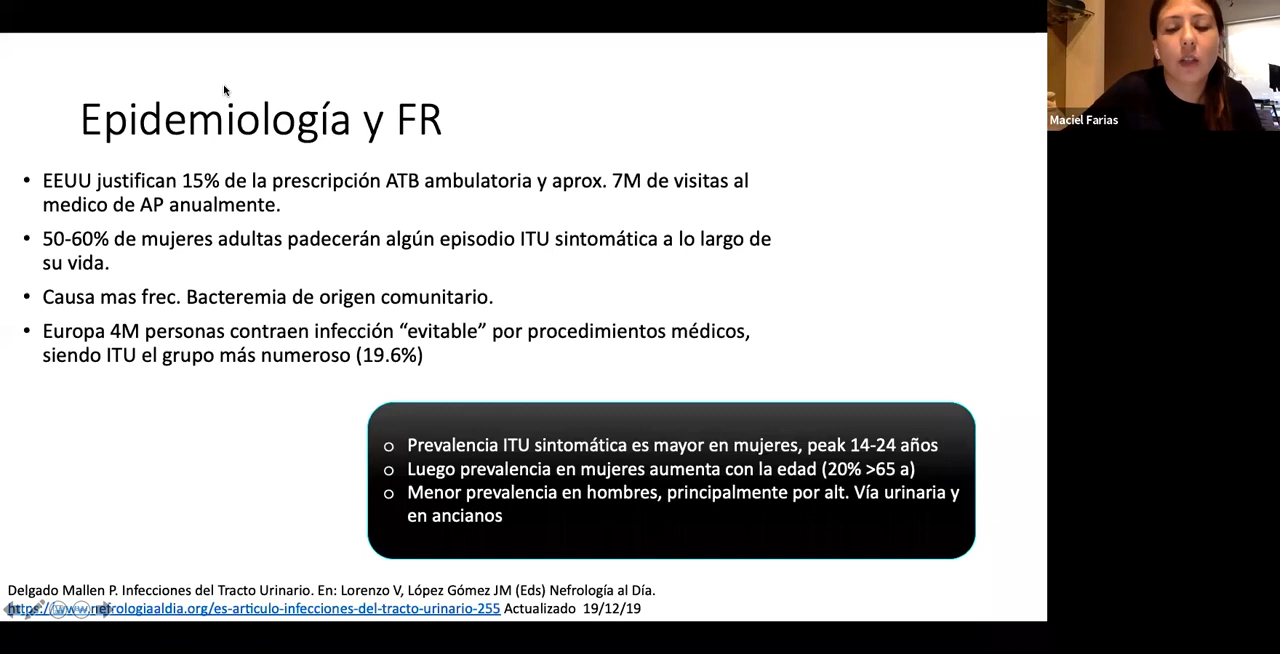 Epidemiología y FR
• EEUU justifican 15% de la prescripción ATB ambulatoria y aprox. 7M de visitas al
medico de AP anualmente.
• 50-60% de mujeres adultas padecerán algún episodio ITU sintomática a lo largo de
su vida.
• Causa mas frec. Bacteremia de origen comunitario.
• Europa 4M personas contraen infección “evitable” por procedimientos médicos,
siendo ITU el grupo más numeroso (19.6%)
o Prevalencia ITU sintomática es mayor en mujeres, peak 14-24 años
o Luego prevalencia en mujeres aumenta con la edad (20% >65 a)
o Menor prevalencia en hombres, principalmente por alt. Vía urinaria y
en ancianos
Delgado Mallen P. Infecciones del Tracto Urinario. En: Lorenzo V, López Gómez JM (Eds) Nefrología al Día.
https://www.nefrologiaaldia.org/es-articulo-infecciones-del-tracto-urinario-255 Actualizado 19/12/19
Maciel Farias